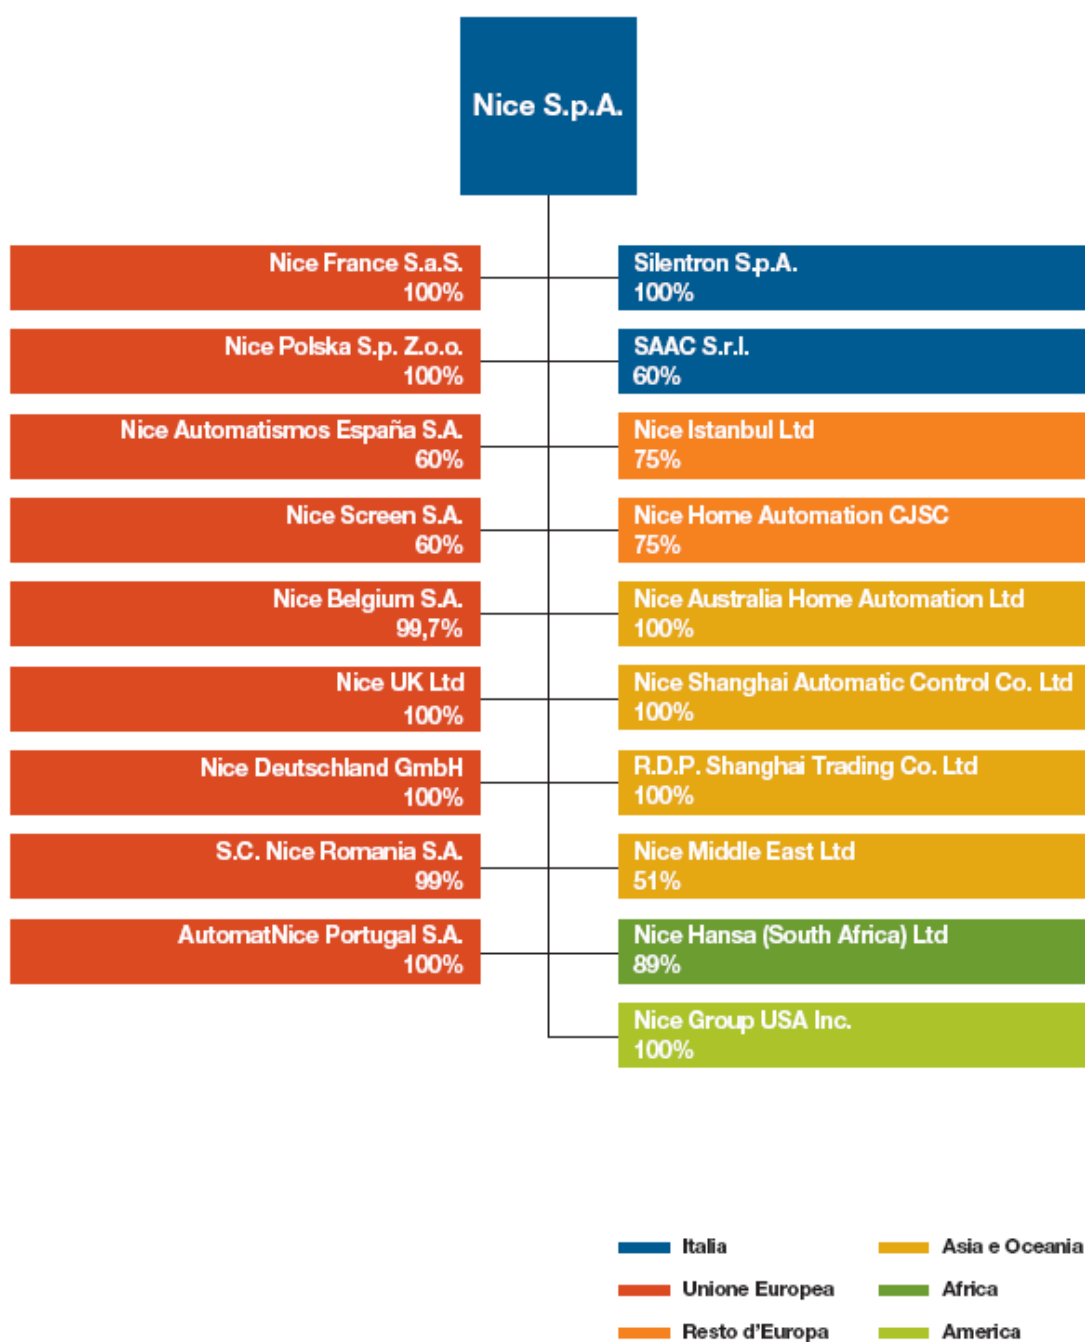 Nice S.p.A.
Nice France S.a.S.
100%
Nice Polska S.p. Z.o.o.
100%
Nice Automatismos España S.A.
60%
Nice Screen S.A.
60%
Nice Belgium S.A.
99,7%
Nice UK Ltd
100%
Nice Deutschland GmbH
100%
S.C. Nice Romania S.A.
99%
AutomatNice Portugal S.A.
100%
Silentron S.p.A.
100%
SAAC S.r.l.
60%
Nice Istanbul Ltd
75%
Nice Home Automation CJSC
75%
Nice Australia Home Automation Ltd
100%
Nice Shanghai Automatic Control Co. Ltd
100%
R.D.P. Shanghai Trading Co. Ltd
100%
Nice Middle East Ltd
51%
Nice Hansa (South Africa) Ltd
89%
Nice Group USA Inc.
100%
Italia
Unione Europea
Resto d'Europa
Asia e Oceania
Africa
America